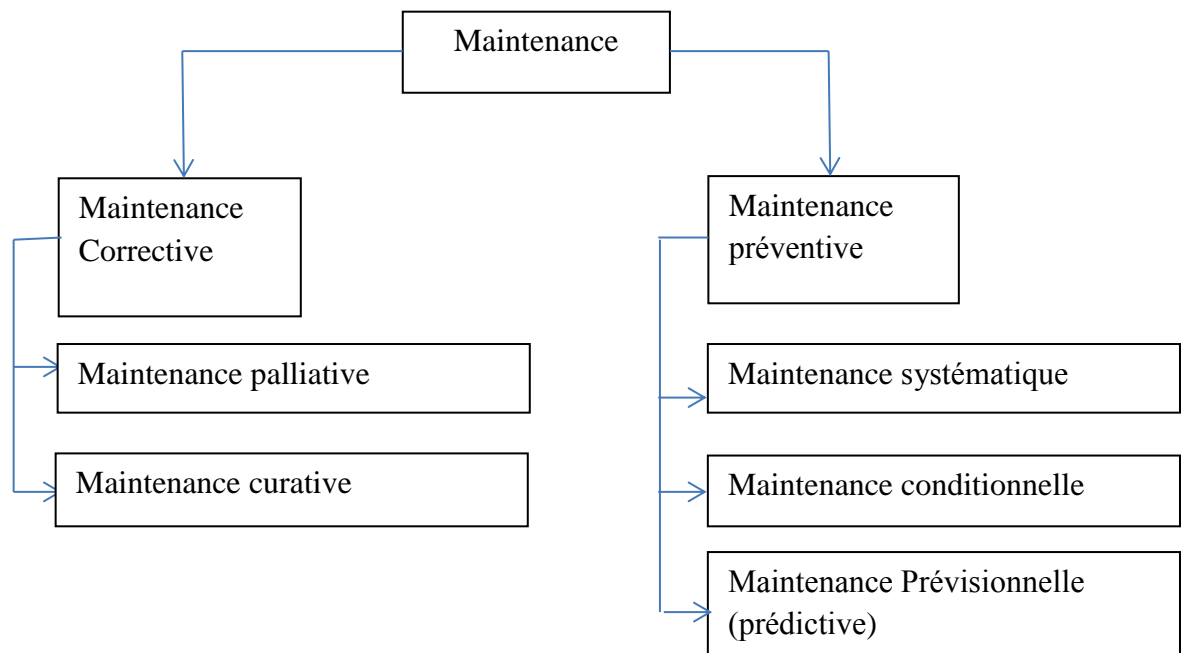 Maintenance
Maintenance
Corrective
Maintenance palliative
Maintenance curative
Maintenance
préventive
Maintenance systématique
Maintenance conditionnelle
Maintenance Prévisionnelle
(prédictive)